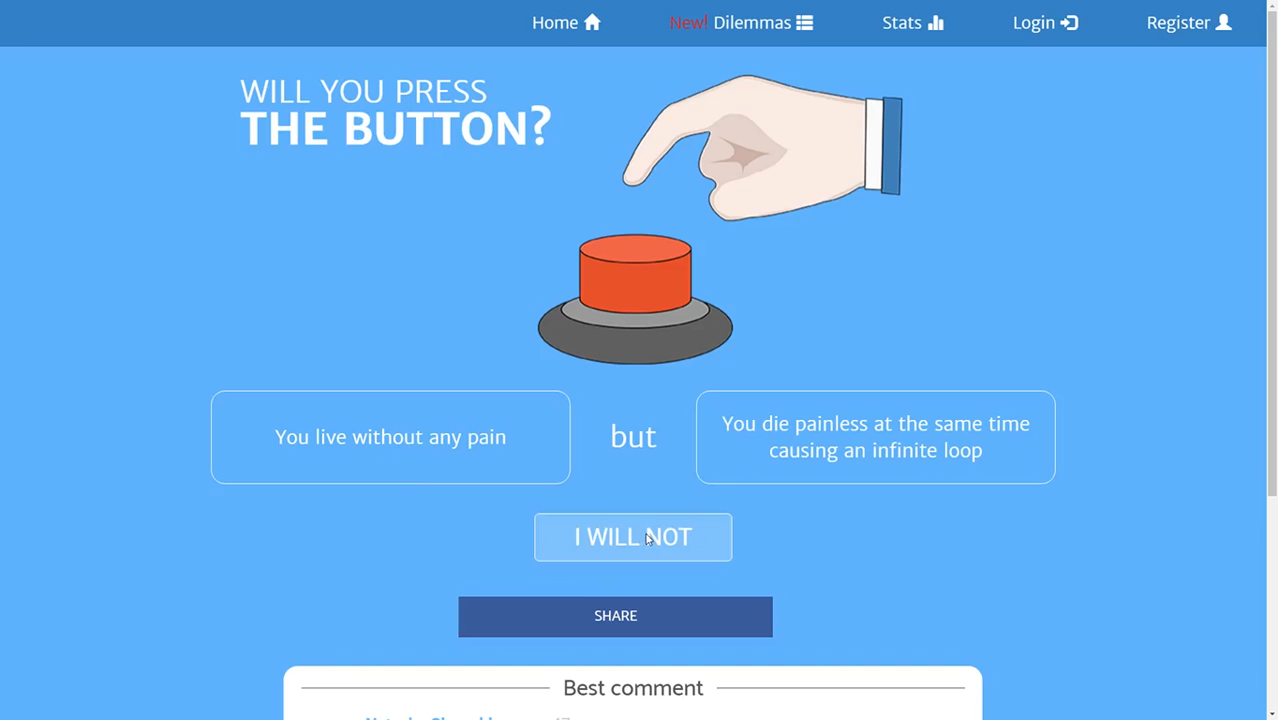 Home
New! Dilemmas
Stats
Login
Register
WILL YOU PRESS
THE BUTTON?
You live without any pain
but
You die painless at the same time
causing an infinite loop
I WILL NOT
SHARE
Best comment